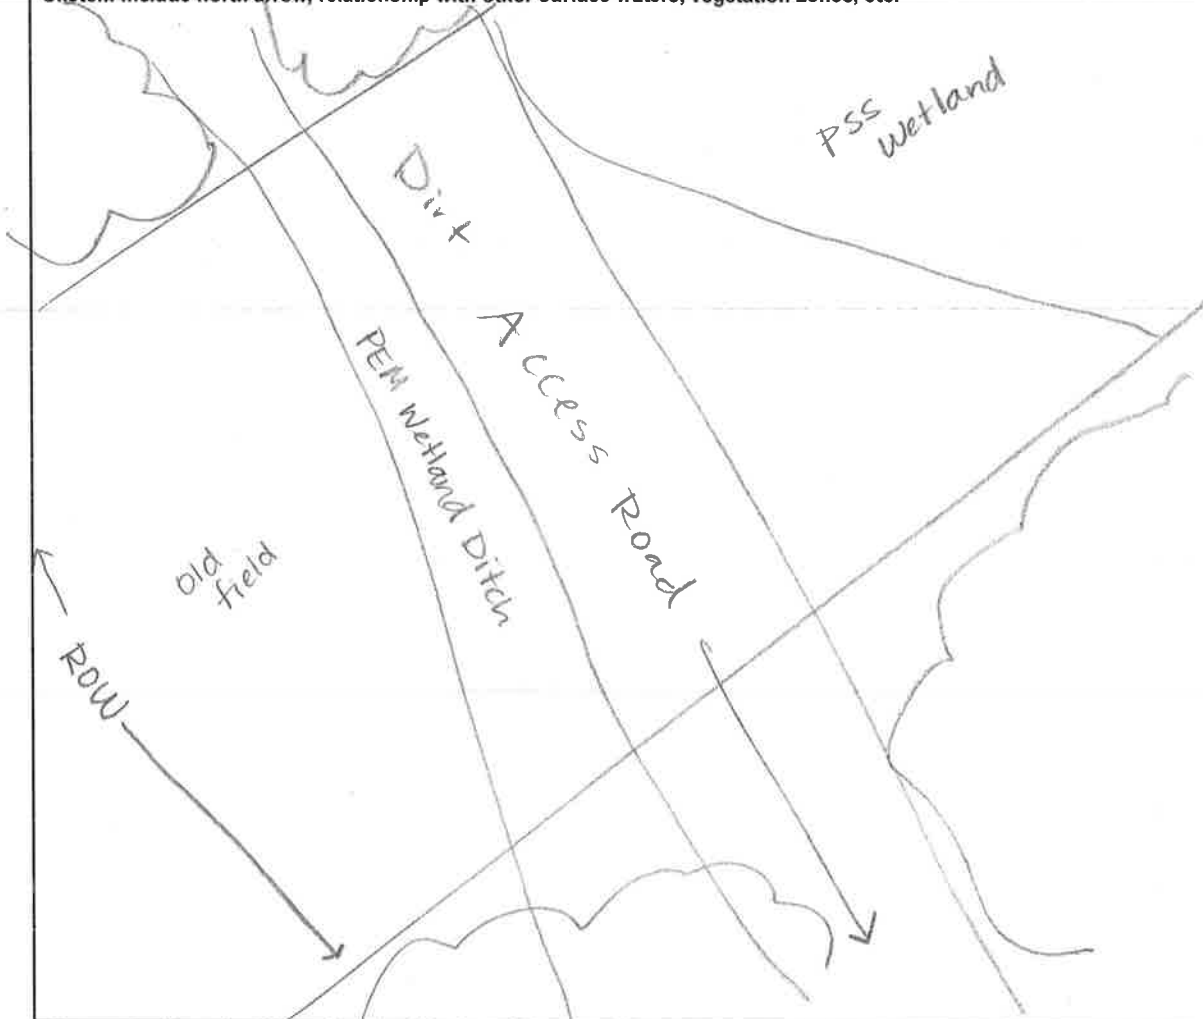 PSS
Wetland
Dirt
Access
Road
PEM Wetland Ditch
Old
field
ROW